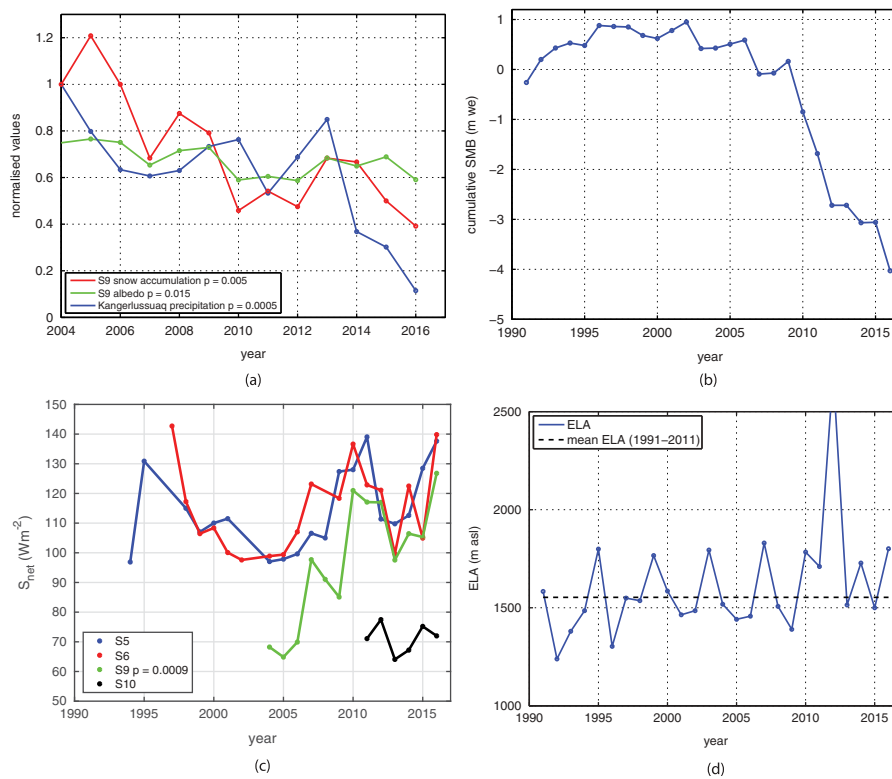 1.2
1
0.8
0.6
0.4
0.2
0
normalised values
S9 snow accumulation p = 0.005
S9 albedo p = 0.015
Kangerlussuaq precipitation p = 0.0005
2004 2006 2008 2010 2012 2014 2016
year
(a)
1
0
−1
−2
−3
−4
−5
cumulative SMB (m we)
1990 1995 2000 2005 2010 2015
year
(b)
150
140
130
120
110
100
90
80
70
60
50
S_net (Wm⁻²)
S5
S6
S9 p = 0.0009
S10
1990 1995 2000 2005 2010 2015
year
(c)
2500
2000
1500
1000
ELA (m asl)
ELA
mean ELA (1991−2011)
1990 1995 2000 2005 2010 2015
year
(d)